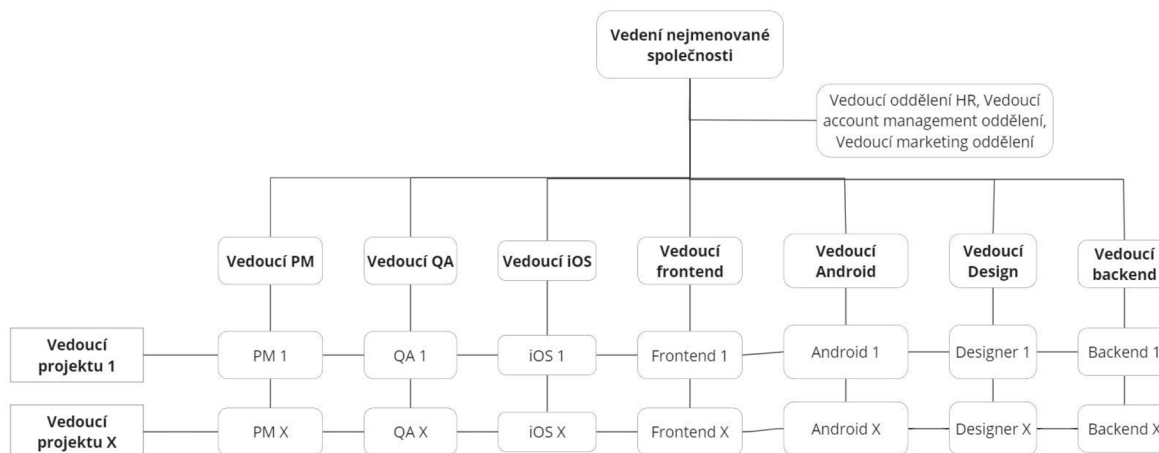 Vedení nejmenované
společnosti
Vedoucí oddělení HR, Vedoucí
account management oddělení,
Vedoucí marketing oddělení
Vedoucí PM
Vedoucí QA
Vedoucí iOS
Vedoucí
frontend
Vedoucí
Android
Vedoucí
Design
Vedoucí
backend
Vedoucí
projektu 1
PM 1
QA 1
iOS 1
Frontend 1
Android 1
Designer 1
Backend 1
Vedoucí
projektu X
PM X
QA X
iOS X
Frontend X
Android X
Designer X
Backend X